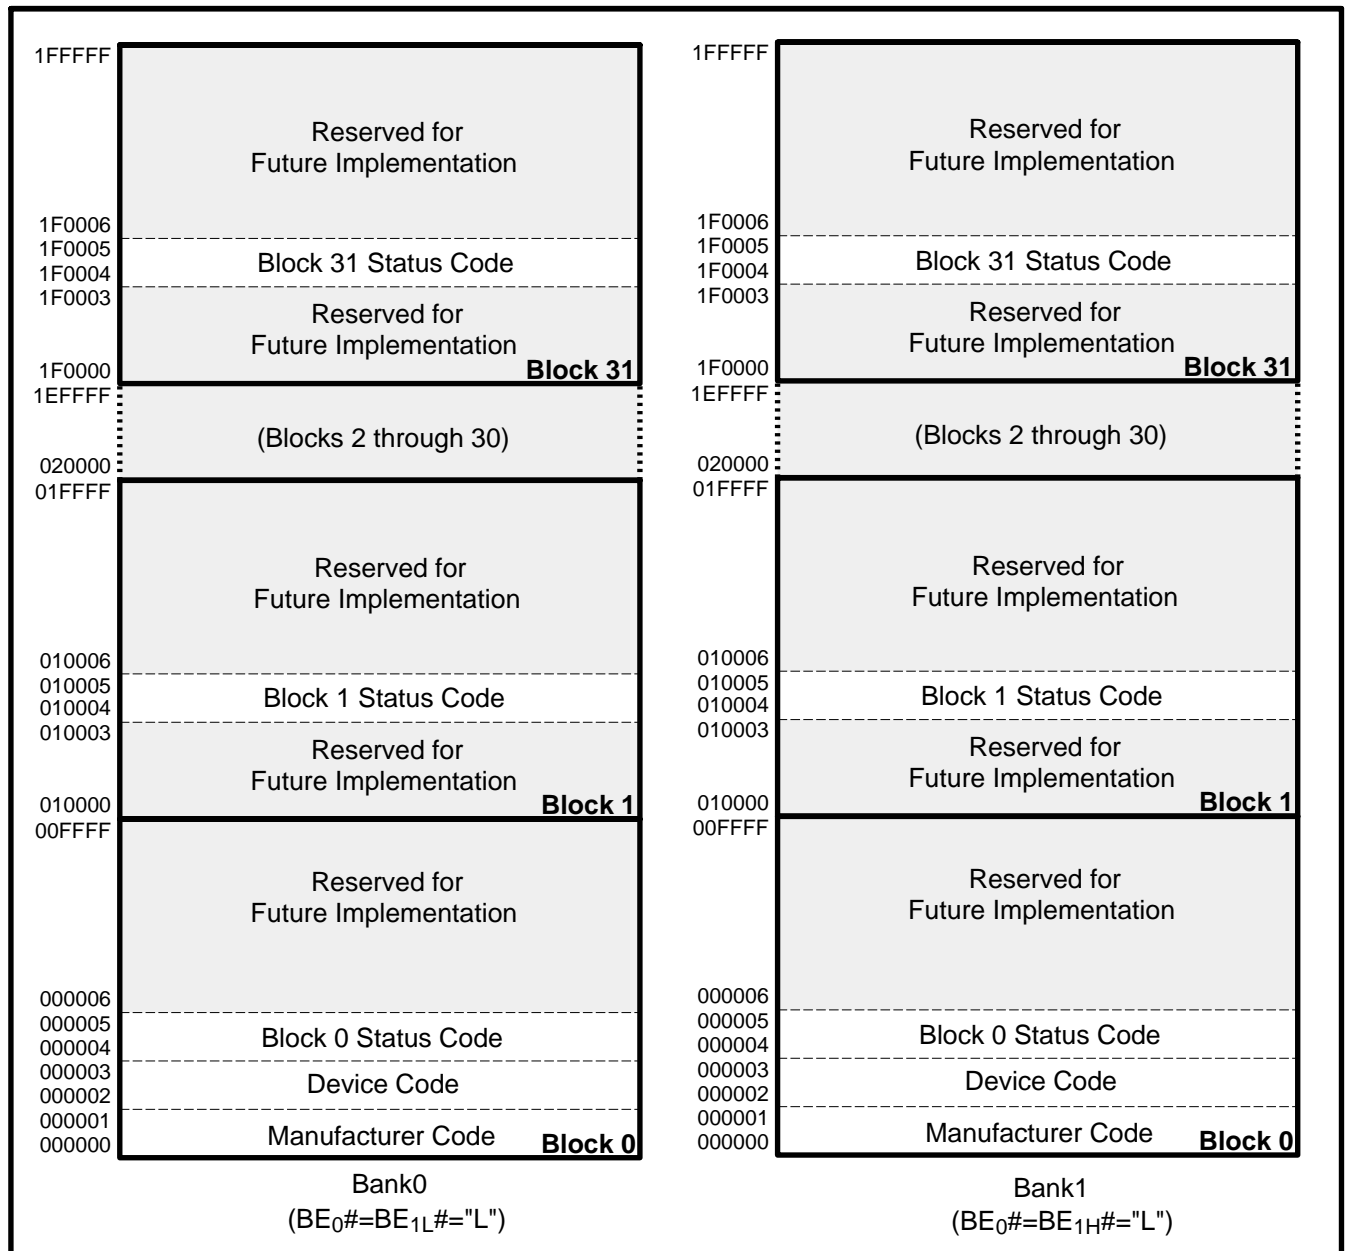 1FFFFF
Reserved for
Future Implementation
1F0006
1F0005
Block 31 Status Code
1F0004
1F0003
Reserved for
Future Implementation
1F0000
Block 31
1EFFFF
(Blocks 2 through 30)
020000
01FFFF
Reserved for
Future Implementation
010006
010005
Block 1 Status Code
010004
010003
Reserved for
Future Implementation
010000
Block 1
00FFFF
Reserved for
Future Implementation
000006
000005
Block 0 Status Code
000004
000003
Device Code
000002
000001
Manufacturer Code
000000
Block 0
Bank0
(BE0#=BE1L#="L")
1FFFFF
Reserved for
Future Implementation
1F0006
1F0005
Block 31 Status Code
1F0004
1F0003
Reserved for
Future Implementation
1F0000
Block 31
1EFFFF
(Blocks 2 through 30)
020000
01FFFF
Reserved for
Future Implementation
010006
010005
Block 1 Status Code
010004
010003
Reserved for
Future Implementation
010000
Block 1
00FFFF
Reserved for
Future Implementation
000006
000005
Block 0 Status Code
000004
000003
Device Code
000002
000001
Manufacturer Code
000000
Block 0
Bank1
(BE0#=BE1H#="L")